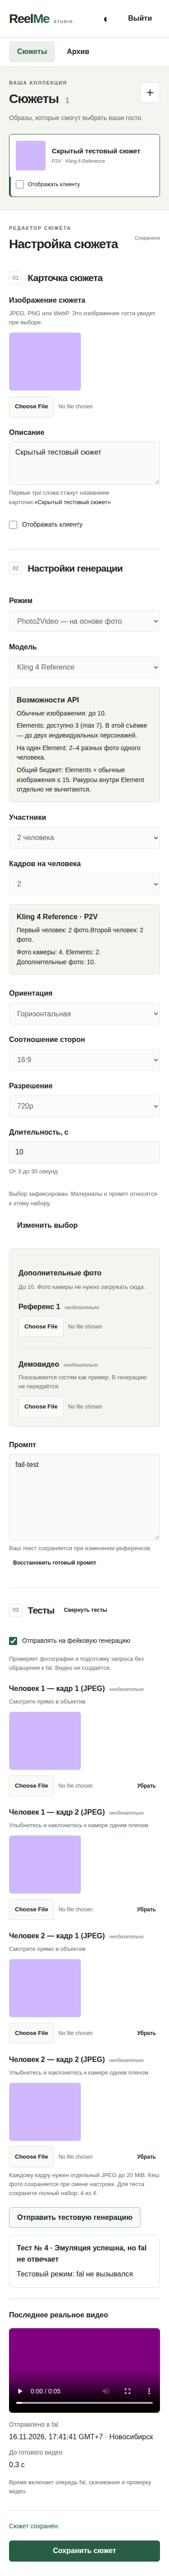 ReelMe STUDIO
Выйти
Сюжеты
Архив
ВАША КОЛЛЕКЦИЯ
Сюжеты 1
+
Образы, которые смогут выбрать ваши гости.
Скрытый тестовый сюжет
P2V · Kling 4 Reference
Отображать клиенту
РЕДАКТОР СЮЖЕТА
Настройка сюжета
Сохранено
01 Карточка сюжета
Изображение сюжета
JPEG, PNG или WebP. Это изображение гости увидят
при выборе.
Choose File No file chosen
Описание
Скрытый тестовый сюжет
Первые три слова станут названием
карточки.«Скрытый тестовый сюжет»
Отображать клиенту
02 Настройки генерации
Режим
Photo2Video — на основе фото
Модель
Kling 4 Reference
Возможности API
Обычные изображения: до 10.
Elements: доступно 3 (max 7). В этой съёмке
— до двух индивидуальных персонажей.
На один Element: 2–4 разных фото одного
человека.
Общий бюджет: Elements + обычные
изображения ≤ 15. Ракурсы внутри Element
отдельно не вычитаются.
Участники
2 человека
Кадров на человека
2
Kling 4 Reference · P2V
Первый человек: 2 фото.Второй человек: 2
фото.
Фото камеры: 4. Elements: 2.
Дополнительные фото: 10.
Ориентация
Горизонтальная
Соотношение сторон
16:9
Разрешение
720p
Длительность, с
10
От 3 до 30 секунд
Выбор зафиксирован. Материалы и промпт относятся
к этому набору.
Изменить выбор
Дополнительные фото
До 10. Фото камеры не нужно загружать сюда.
Референс 1 необязательно
Choose File No file chosen
Демовидео необязательно
Показывается гостям как пример. В генерацию
не передаётся.
Choose File No file chosen
Промпт
fail-test
Ваш текст сохраняется при изменении референсов.
Восстановить готовый промпт
03 Тесты Свернуть тесты
Отправлять на фейковую генерацию
Проверяет фотографии и подготовку запроса без
обращения к fal. Видео не создаётся.
Человек 1 — кадр 1 (JPEG) необязательно
Смотрите прямо в объектив
Choose File No file chosen Убрать
Человек 1 — кадр 2 (JPEG) необязательно
Улыбнитесь и наклонитесь к камере одним плечом
Choose File No file chosen Убрать
Человек 2 — кадр 1 (JPEG) необязательно
Смотрите прямо в объектив
Choose File No file chosen Убрать
Человек 2 — кадр 2 (JPEG) необязательно
Улыбнитесь и наклонитесь к камере одним плечом
Choose File No file chosen Убрать
Каждому кадру нужен отдельный JPEG до 20 МиБ. Кеш
фото сохраняется при смене настроек. Для теста
сохраните полный набор: 4 из 4.
Отправить тестовую генерацию
Тест № 4 · Эмуляция успешна, но fal
не отвечает
Тестовый режим: fal не вызывался
Последнее реальное видео
0:00 / 0:05
Отправлено в fal
16.11.2026, 17:41:41 GMT+7 · Новосибирск
До готового видео
0,3 с
Время включает очередь fal, скачивание и проверку
видео.
Сюжет сохранён.
Сохранить сюжет